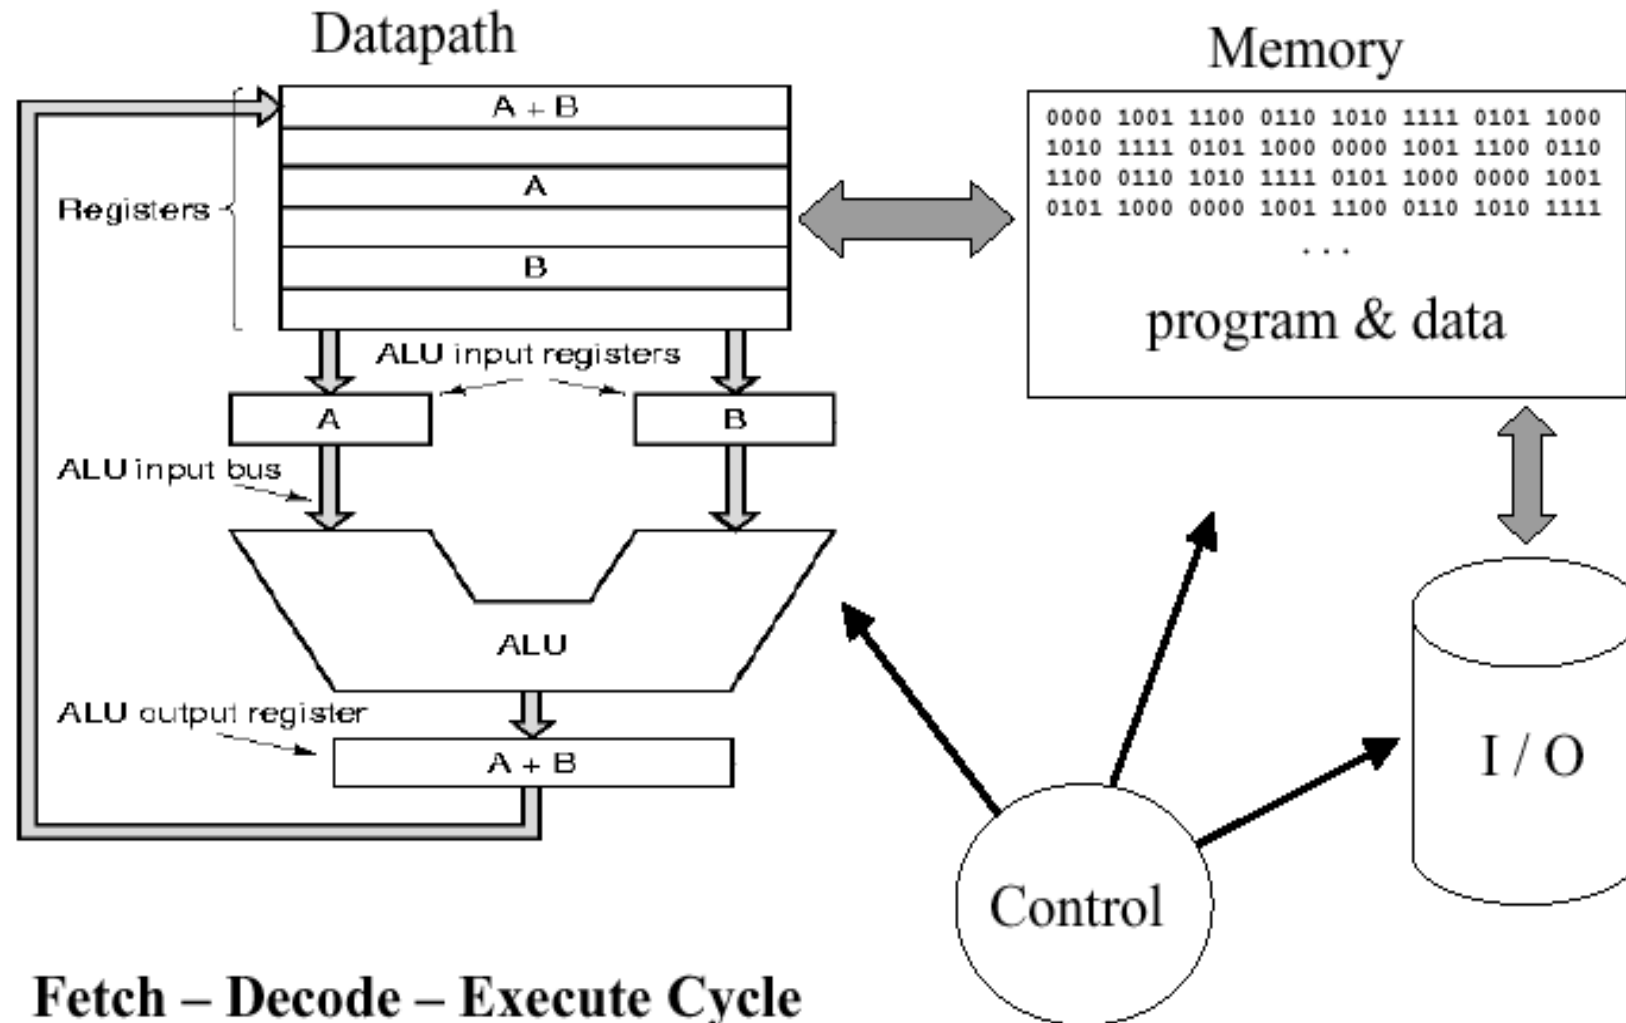 Datapath
Memory
A + B
A
B
Registers
0000 1001 1100 0110 1010 1111 0101 1000
1010 1111 0101 1000 0000 1001 1100 0110
1100 0110 1010 1111 0101 1000 0000 1001
0101 1000 0000 1001 1100 0110 1010 1111
. . .
program & data
ALU input registers
A
B
ALU input bus
ALU
ALU output register
A + B
I / O
Control
Fetch – Decode – Execute Cycle